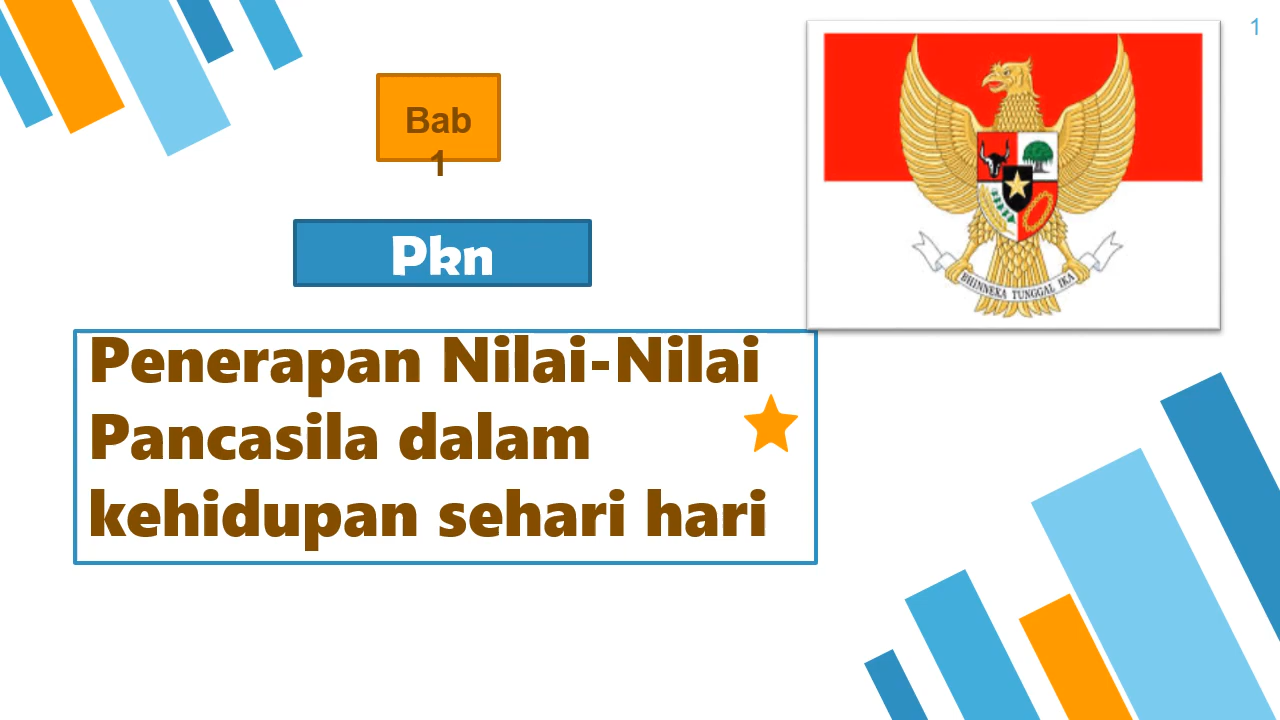 1
Bab
1
Pkn
BHINNEKA TUNGGAL IKA
Penerapan Nilai-Nilai
Pancasila dalam
kehidupan sehari hari